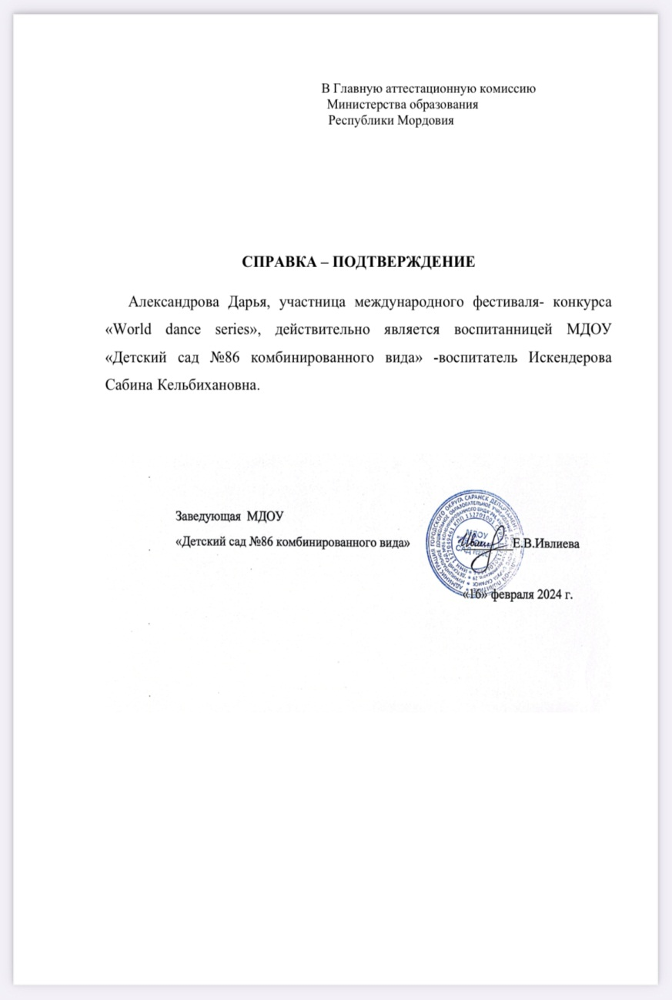 В Главную аттестационную комиссию
Министерства образования
Республики Мордовия
СПРАВКА – ПОДТВЕРЖДЕНИЕ
Александрова Дарья, участница международного фестиваля- конкурса
«World dance series», действительно является воспитанницей МДОУ
«Детский сад №86 комбинированного вида» -воспитатель Искендерова
Сабина Кельбихановна.
Заведующая МДОУ
«Детский сад №86 комбинированного вида»
Е.В.Ивлиева
«16» февраля 2024 г.